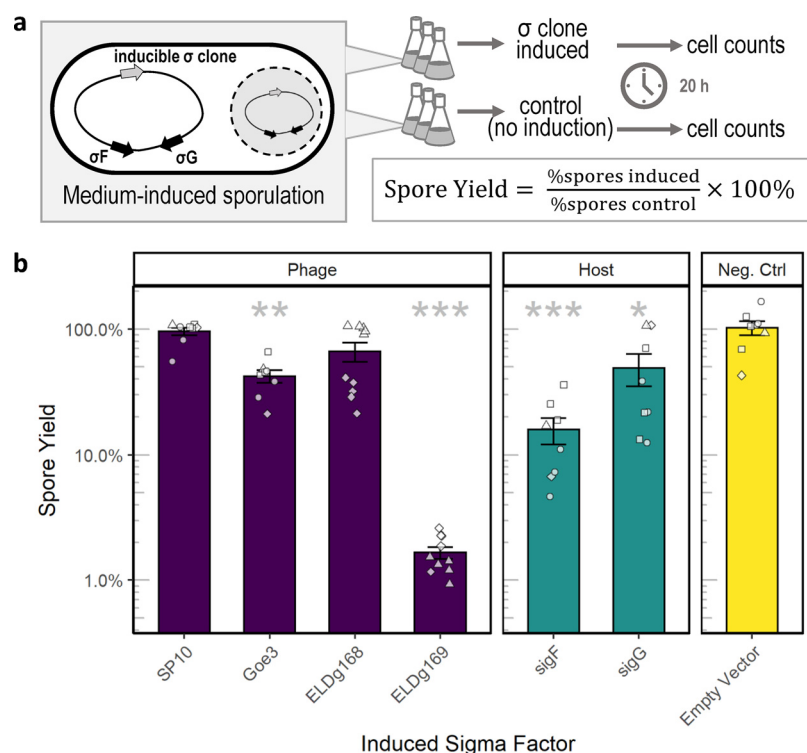 a
inducible σ clone
σF
σG
Medium-induced sporulation
σ clone
induced
cell counts
20 h
control
(no induction)
cell counts
Spore Yield = %spores induced / %spores control × 100%
b
Phage
Host
Neg. Ctrl
**
***
***
*
100.0%
10.0%
1.0%
Spore Yield
SP10
Goe3
ELDg168
ELDg169
sigF
sigG
Empty Vector
Induced Sigma Factor